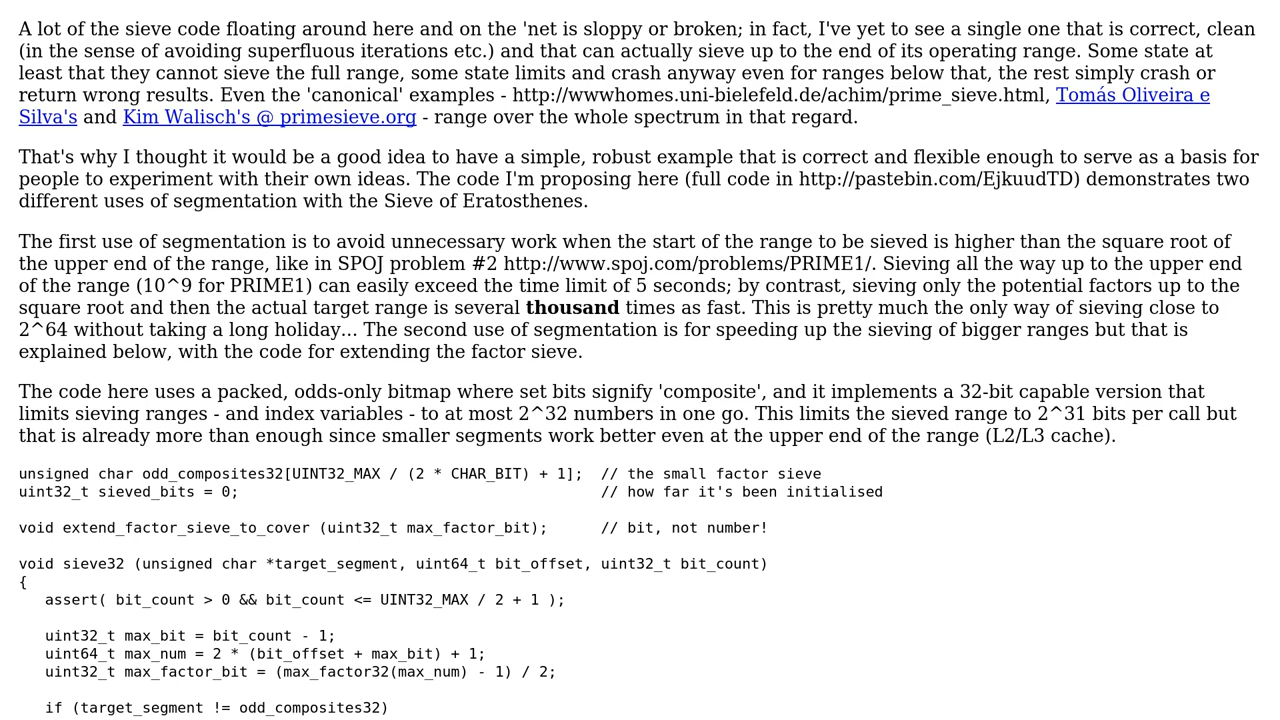 A lot of the sieve code floating around here and on the 'net is sloppy or broken; in fact, I've yet to see a single one that is correct, clean
(in the sense of avoiding superfluous iterations etc.) and that can actually sieve up to the end of its operating range. Some state at
least that they cannot sieve the full range, some state limits and crash anyway even for ranges below that, the rest simply crash or
return wrong results. Even the 'canonical' examples - http://wwwhomes.uni-bielefeld.de/achim/prime_sieve.html, Tomás Oliveira e
Silva's and Kim Walisch's @ primesieve.org - range over the whole spectrum in that regard.
That's why I thought it would be a good idea to have a simple, robust example that is correct and flexible enough to serve as a basis for
people to experiment with their own ideas. The code I'm proposing here (full code in http://pastebin.com/EjkuudTD) demonstrates two
different uses of segmentation with the Sieve of Eratosthenes.
The first use of segmentation is to avoid unnecessary work when the start of the range to be sieved is higher than the square root of
the upper end of the range, like in SPOJ problem #2 http://www.spoj.com/problems/PRIME1/. Sieving all the way up to the upper end
of the range (10^9 for PRIME1) can easily exceed the time limit of 5 seconds; by contrast, sieving only the potential factors up to the
square root and then the actual target range is several thousand times as fast. This is pretty much the only way of sieving close to
2^64 without taking a long holiday... The second use of segmentation is for speeding up the sieving of bigger ranges but that is
explained below, with the code for extending the factor sieve.
The code here uses a packed, odds-only bitmap where set bits signify 'composite', and it implements a 32-bit capable version that
limits sieving ranges - and index variables - to at most 2^32 numbers in one go. This limits the sieved range to 2^31 bits per call but
that is already more than enough since smaller segments work better even at the upper end of the range (L2/L3 cache).
unsigned char odd_composites32[UINT32_MAX / (2 * CHAR_BIT) + 1];  // the small factor sieve
uint32_t sieved_bits = 0;                                         // how far it's been initialised
void extend_factor_sieve_to_cover (uint32_t max_factor_bit);      // bit, not number!
void sieve32 (unsigned char *target_segment, uint64_t bit_offset, uint32_t bit_count)
{
   assert( bit_count > 0 && bit_count <= UINT32_MAX / 2 + 1 );
   uint32_t max_bit = bit_count - 1;
   uint64_t max_num = 2 * (bit_offset + max_bit) + 1;
   uint32_t max_factor_bit = (max_factor32(max_num) - 1) / 2;
   if (target_segment != odd_composites32)